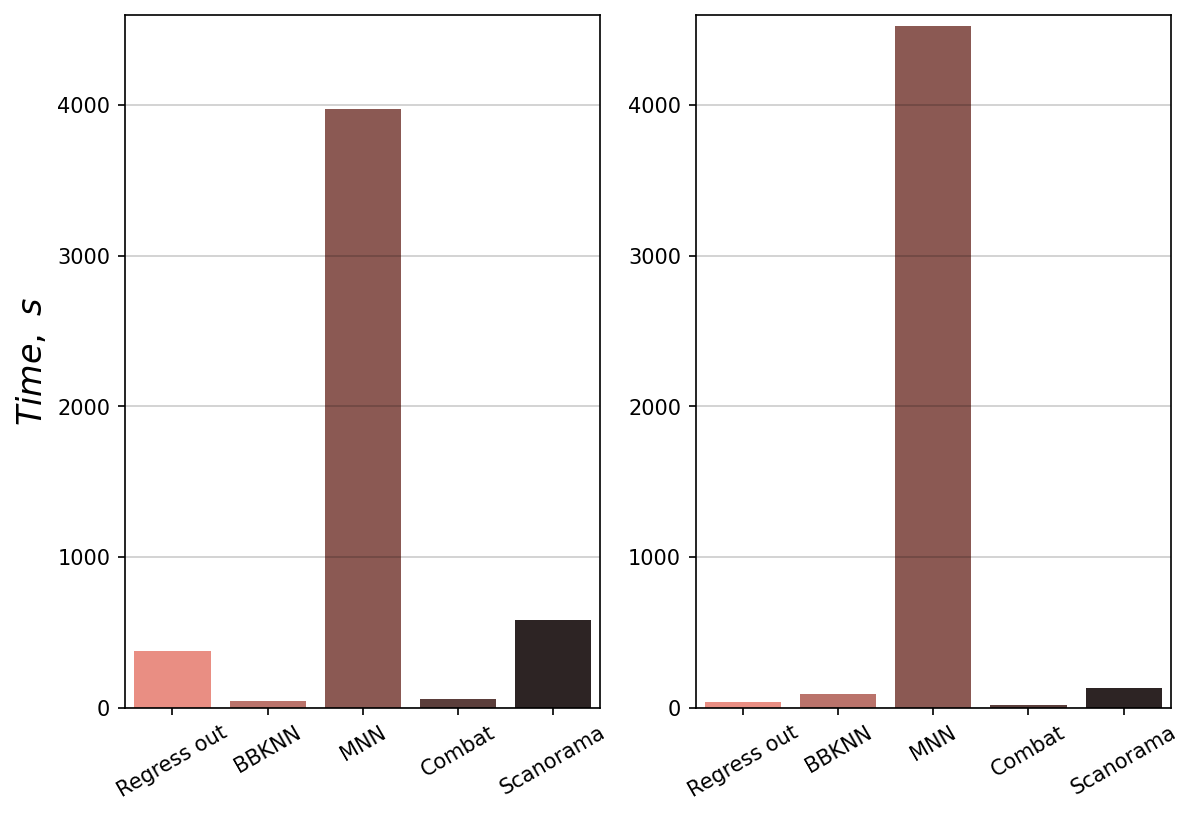 Time, s
4000
3000
2000
1000
0
Regress out
BBKNN
MNN
Combat
Scanorama
4000
3000
2000
1000
0
Regress out
BBKNN
MNN
Combat
Scanorama